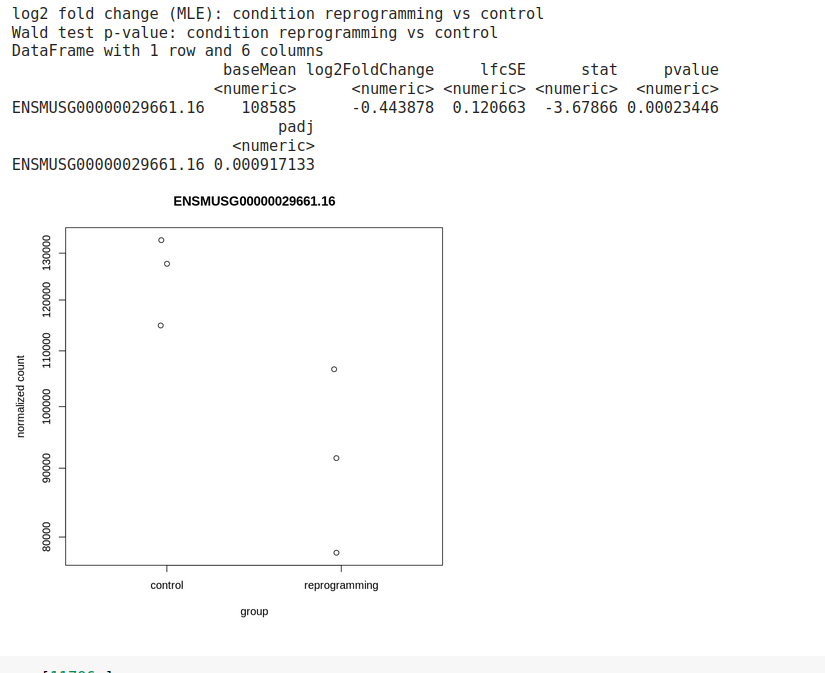 log2 fold change (MLE): condition reprogramming vs control
Wald test p-value: condition reprogramming vs control
DataFrame with 1 row and 6 columns
baseMean log2FoldChange lfcSE stat pvalue
<numeric> <numeric> <numeric> <numeric> <numeric>
ENSMUSG00000029661.16 108585 -0.443878 0.120663 -3.67866 0.00023446
padj
<numeric>
ENSMUSG00000029661.16 0.000917133
ENSMUSG00000029661.16
130000
120000
110000
100000
90000
80000
normalized count
control reprogramming
group